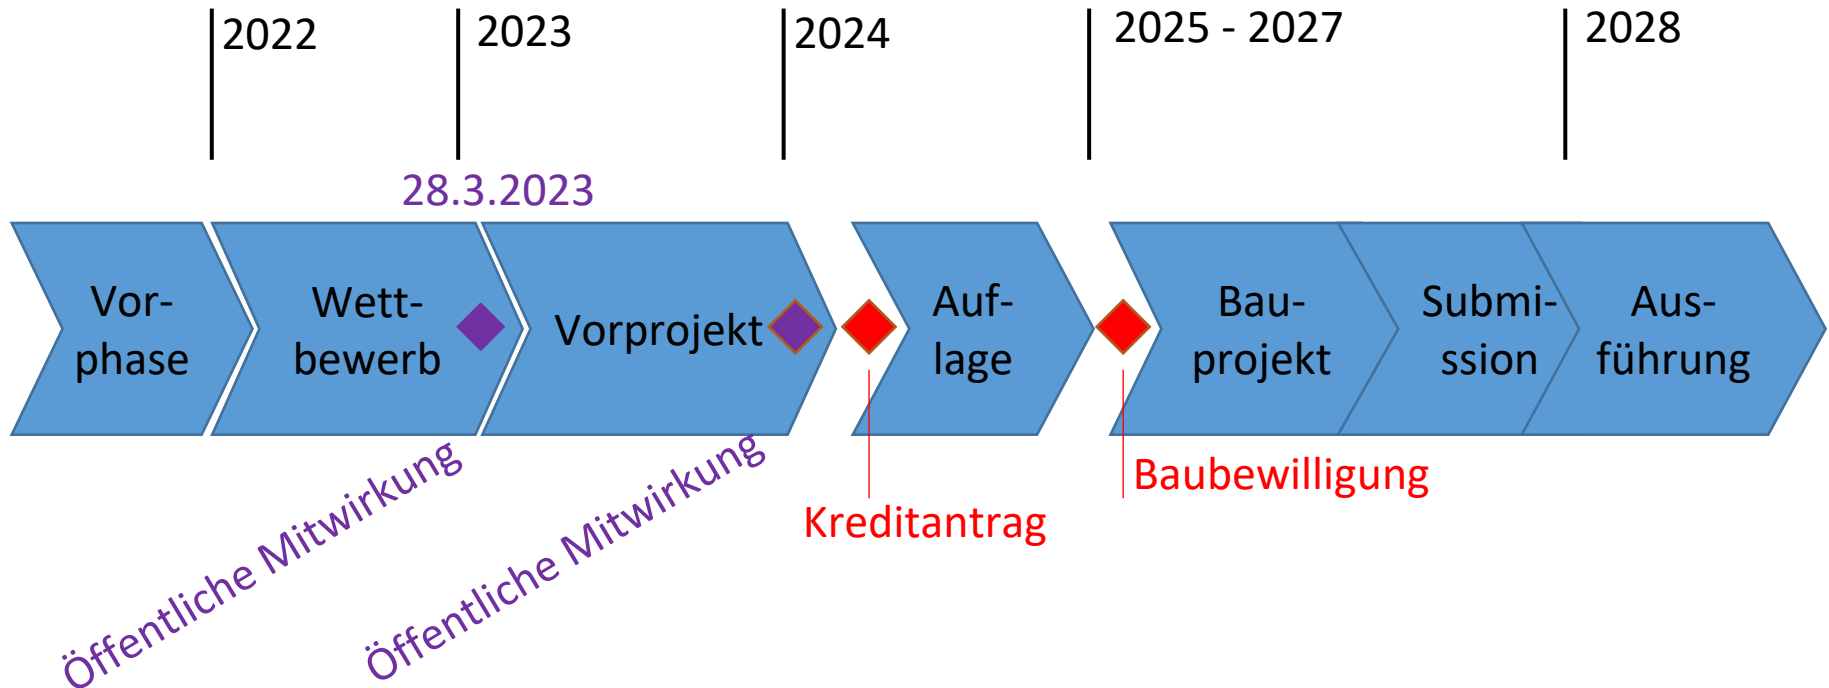 2022
2023
2024
2025 - 2027
2028
28.3.2023
Vor-
phase
Wett-
bewerb
Vorprojekt
Auf-
lage
Bau-
projekt
Submi-
ssion
Aus-
führung
Öffentliche Mitwirkung
Öffentliche Mitwirkung
Kreditantrag
Baubewilligung